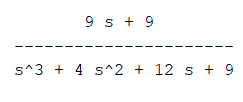 9 s + 9
----------------------
s^3 + 4 s^2 + 12 s + 9